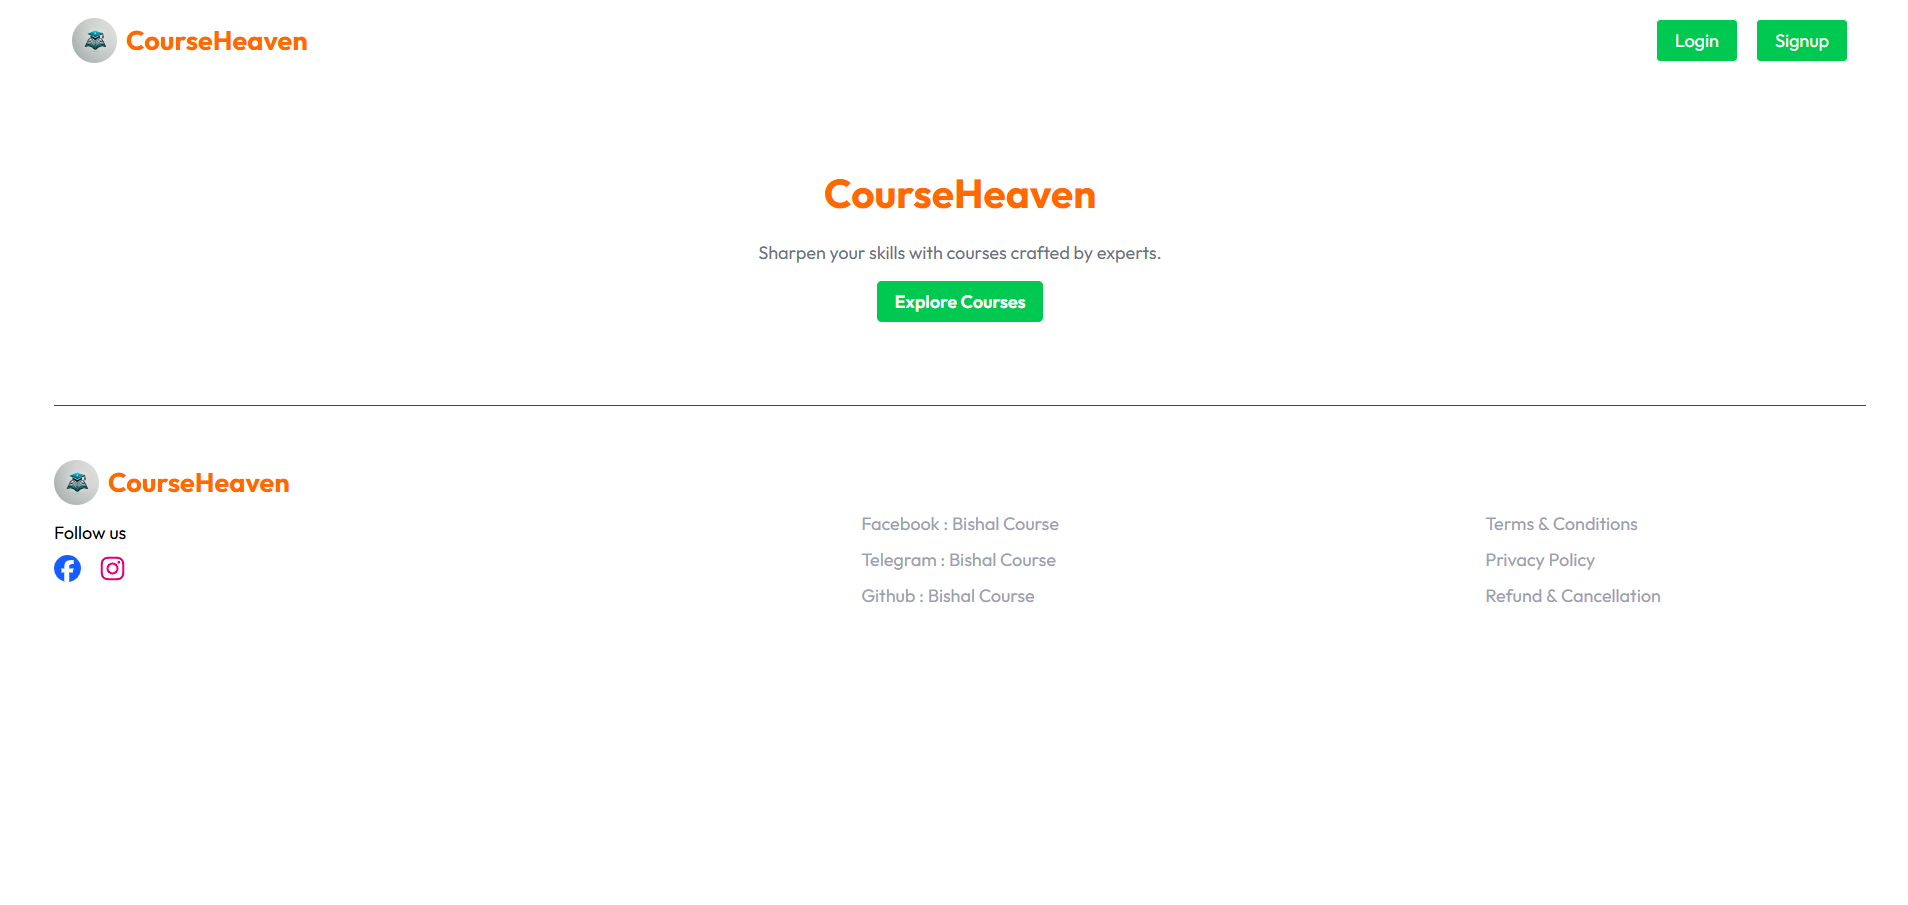 CourseHeaven
Login
Signup
CourseHeaven
Sharpen your skills with courses crafted by experts.
Explore Courses
CourseHeaven
Follow us
Facebook : Bishal Course
Telegram : Bishal Course
Github : Bishal Course
Terms & Conditions
Privacy Policy
Refund & Cancellation